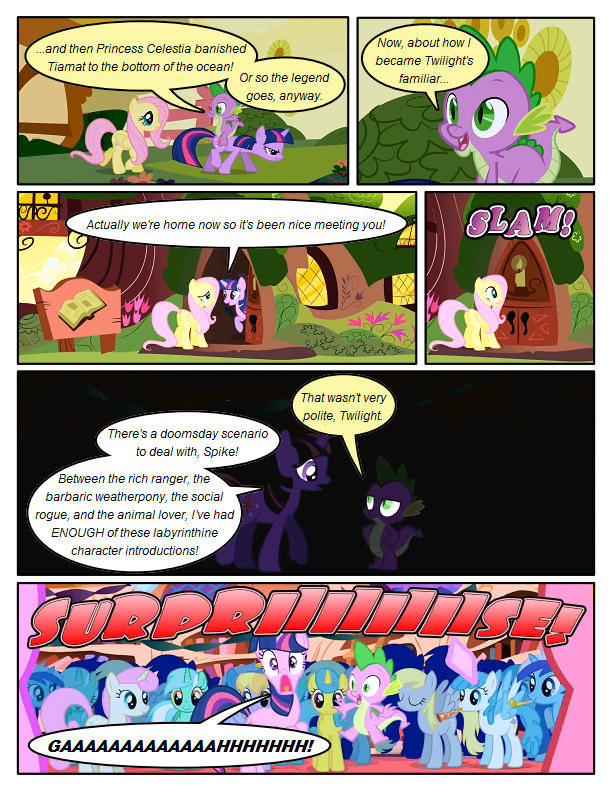 ...and then Princess Celestia banished
Tiamat to the bottom of the ocean!
Or so the legend
goes, anyway.
Now, about how I
became Twilight's
familiar...
Actually we're home now so it's been nice meeting you!
SLAM!
That wasn't very
polite, Twilight.
There's a doomsday scenario
to deal with, Spike!
Between the rich ranger, the
barbaric weatherpony, the social
rogue, and the animal lover, I've had
ENOUGH of these labyrinthine
character introductions!
SURPRIIIIIIIIISE!
GAAAAAAAAAAAAAHHHHHHH!